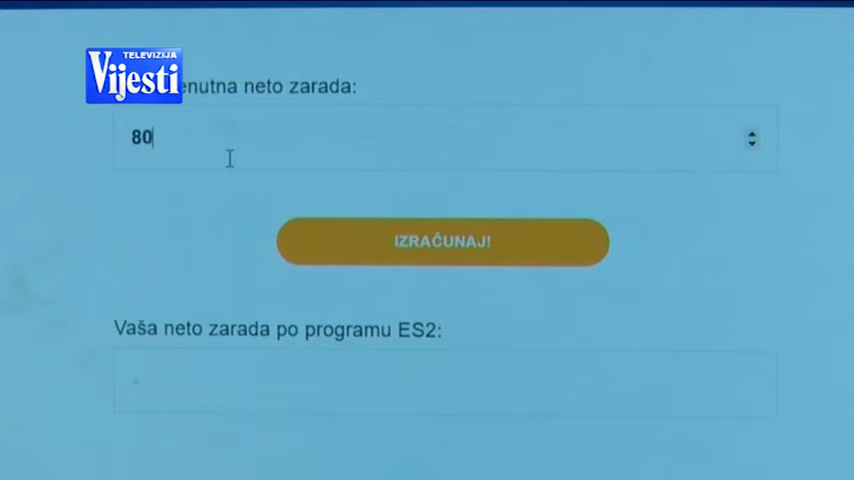 TELEVIZIJA
Vijesti
enutna neto zarada:
80
IZRAČUNAJ!
Vaša neto zarada po programu ES2: